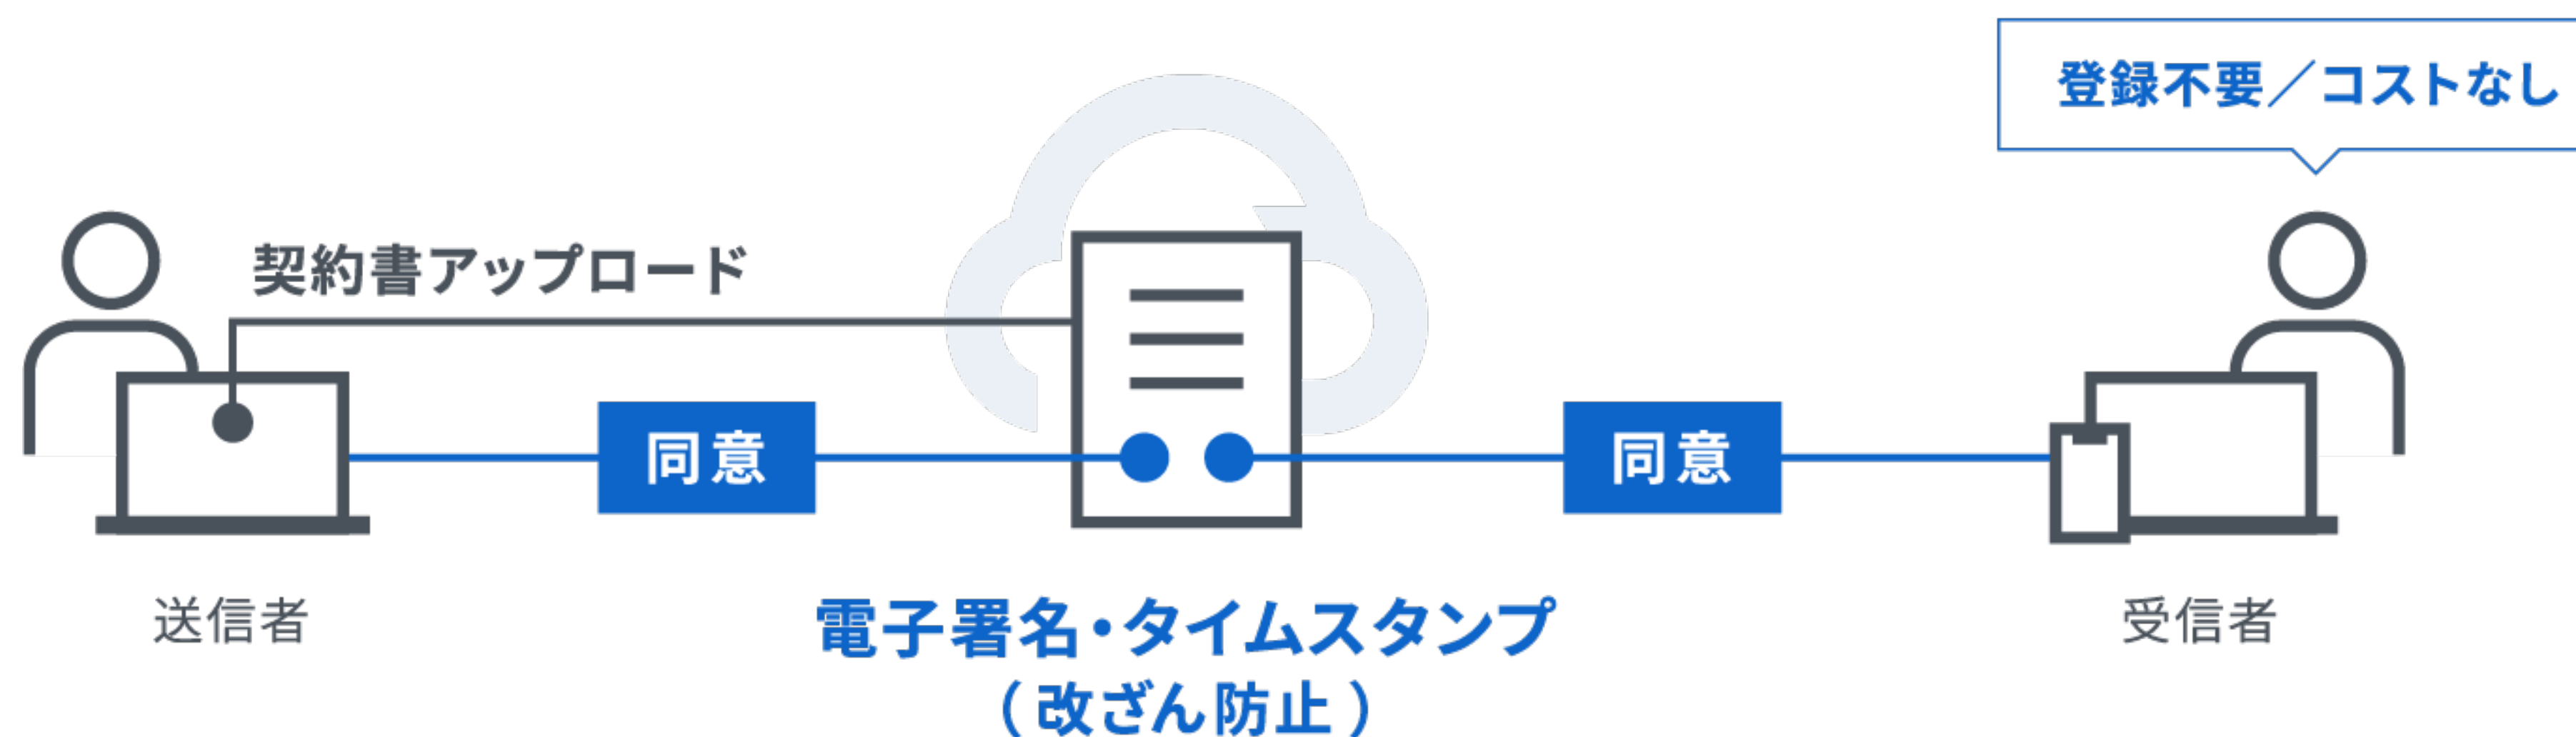 登録不要／コストなし
契約書アップロード
同意
同意
送信者
電子署名・タイムスタンプ
（改ざん防止）
受信者